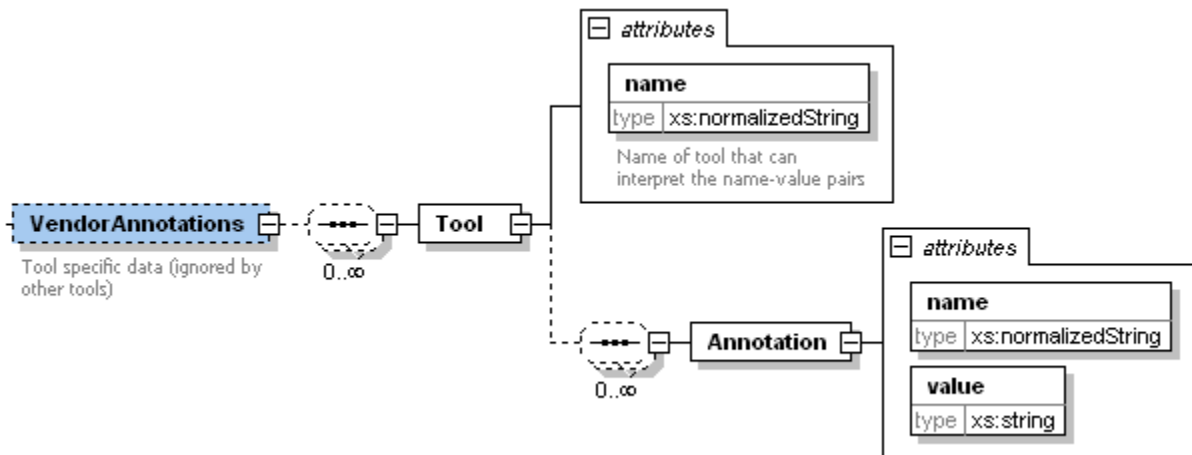 attributes
name
type xs:normalizedString
Name of tool that can
interpret the name-value pairs
VendorAnnotations
Tool specific data (ignored by
other tools)
0..∞
Tool
attributes
name
type xs:normalizedString
value
type xs:string
Annotation
0..∞